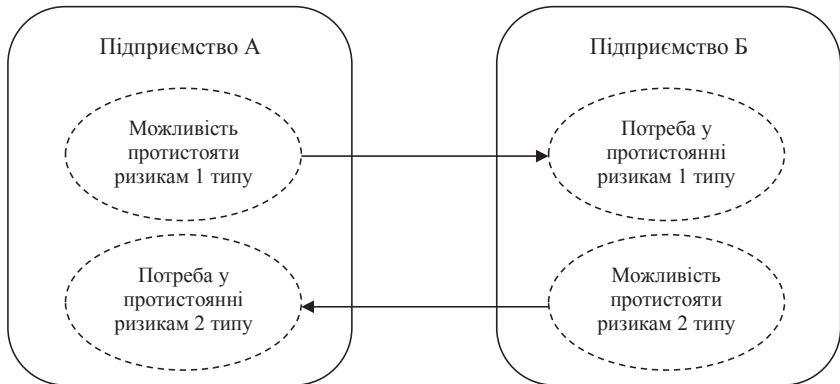 Підприємство А
Можливість
протистояти
ризикам 1 типу
Потреба у
протистоянні
ризикам 2 типу
Підприємство Б
Потреба у
протистоянні
ризикам 1 типу
Можливість
протистояти
ризикам 2 типу